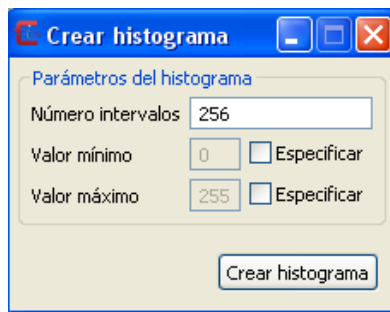 Crear histograma
Parámetros del histograma
Número intervalos 256
Valor mínimo 0 Especificar
Valor máximo 255 Especificar
Crear histograma